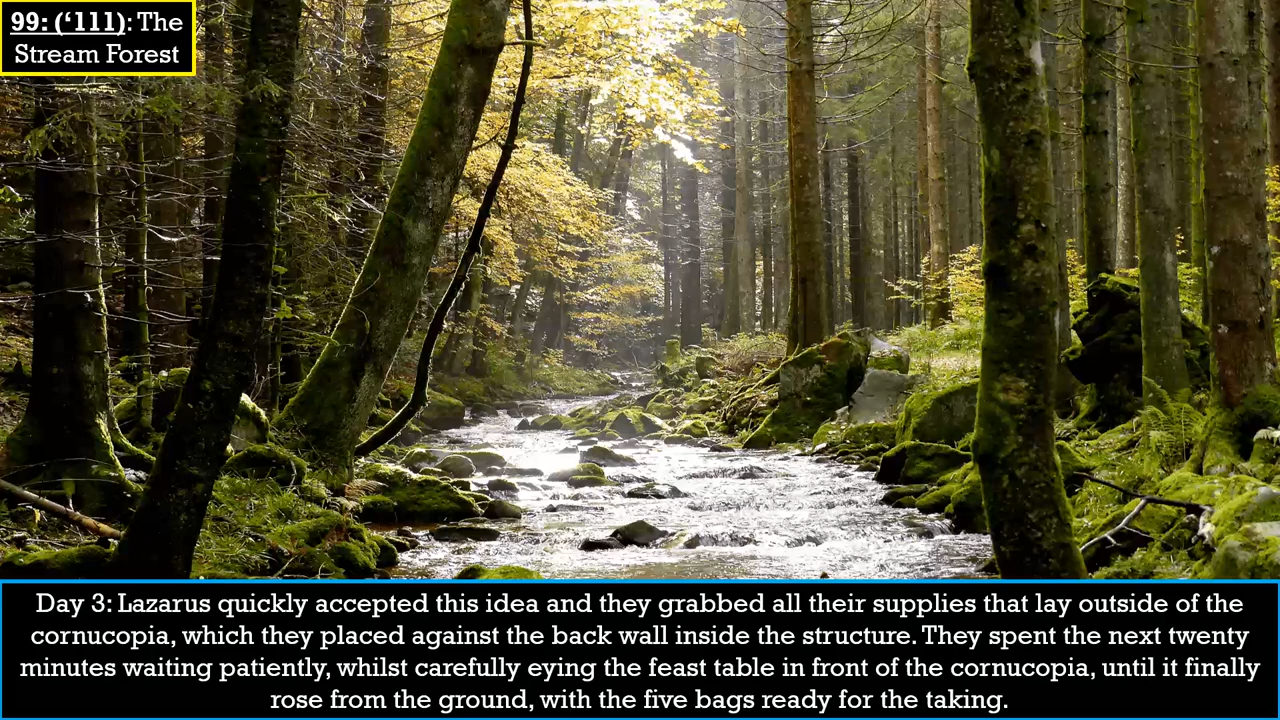 99: (‘111): The
Stream Forest
Day 3: Lazarus quickly accepted this idea and they grabbed all their supplies that lay outside of the
cornucopia, which they placed against the back wall inside the structure. They spent the next twenty
minutes waiting patiently, whilst carefully eying the feast table in front of the cornucopia, until it finally
rose from the ground, with the five bags ready for the taking.